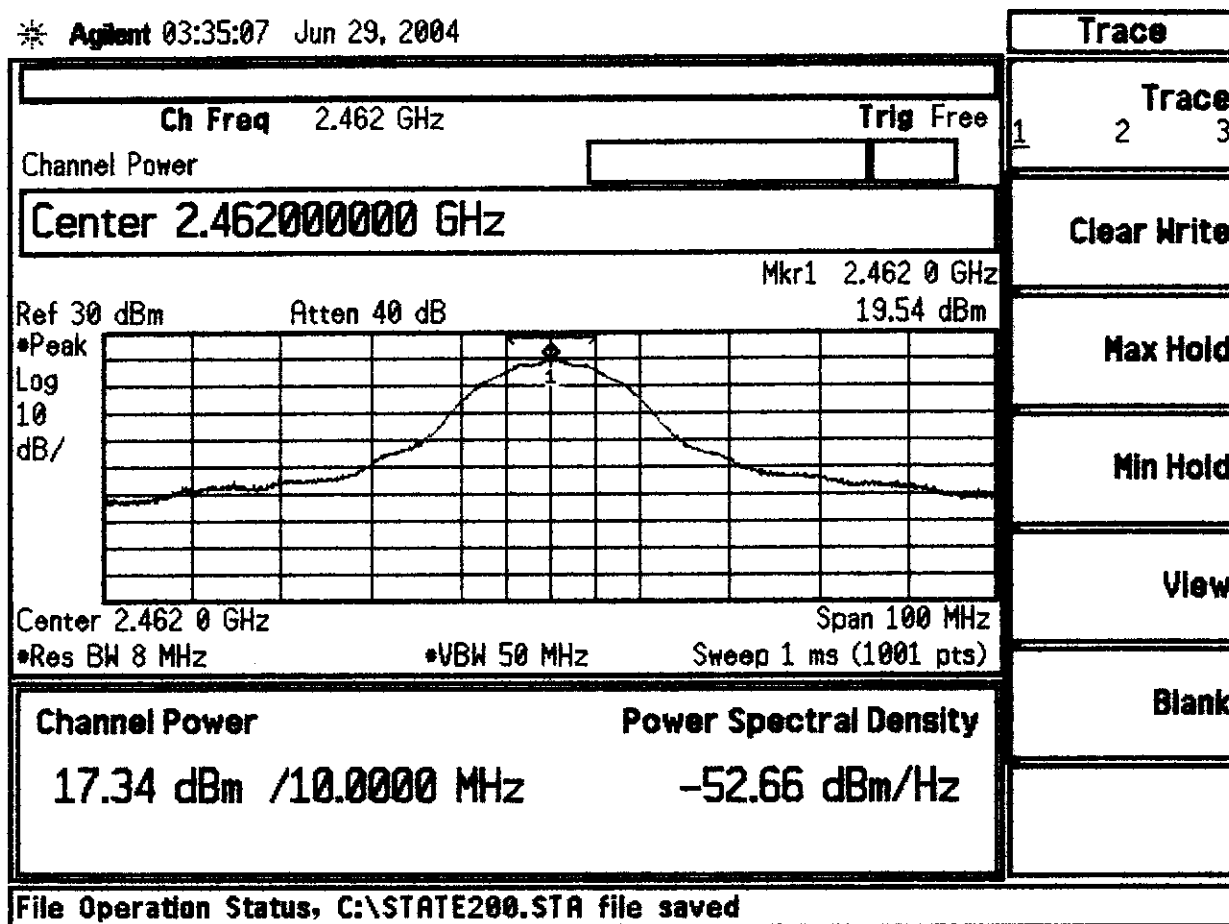 Agilent 03:35:07 Jun 29, 2004
Trace
Ch Freq 2.462 GHz
Trig Free
Channel Power
Center 2.462000000 GHz
Mkr1 2.462 0 GHz
19.54 dBm
Ref 30 dBm
Atten 40 dB
•Peak
Log
10
dB/
1
Center 2.462 0 GHz
Span 100 MHz
•Res BW 8 MHz
•VBW 50 MHz
Sweep 1 ms (1001 pts)
Channel Power
Power Spectral Density
17.34 dBm /10.0000 MHz
-52.66 dBm/Hz
File Operation Status, C:\STATE200.STA file saved
Trace
1 2 3
Clear Write
Max Hold
Min Hold
View
Blank